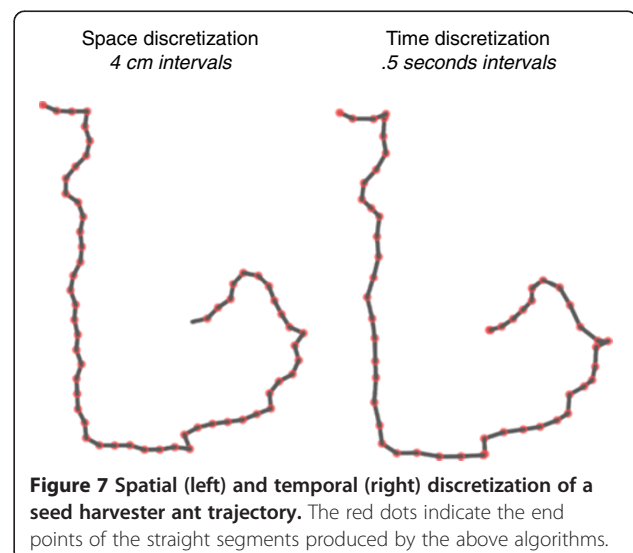 Space discretization
4 cm intervals
Time discretization
.5 seconds intervals
Figure 7 Spatial (left) and temporal (right) discretization of a
seed harvester ant trajectory. The red dots indicate the end
points of the straight segments produced by the above algorithms.